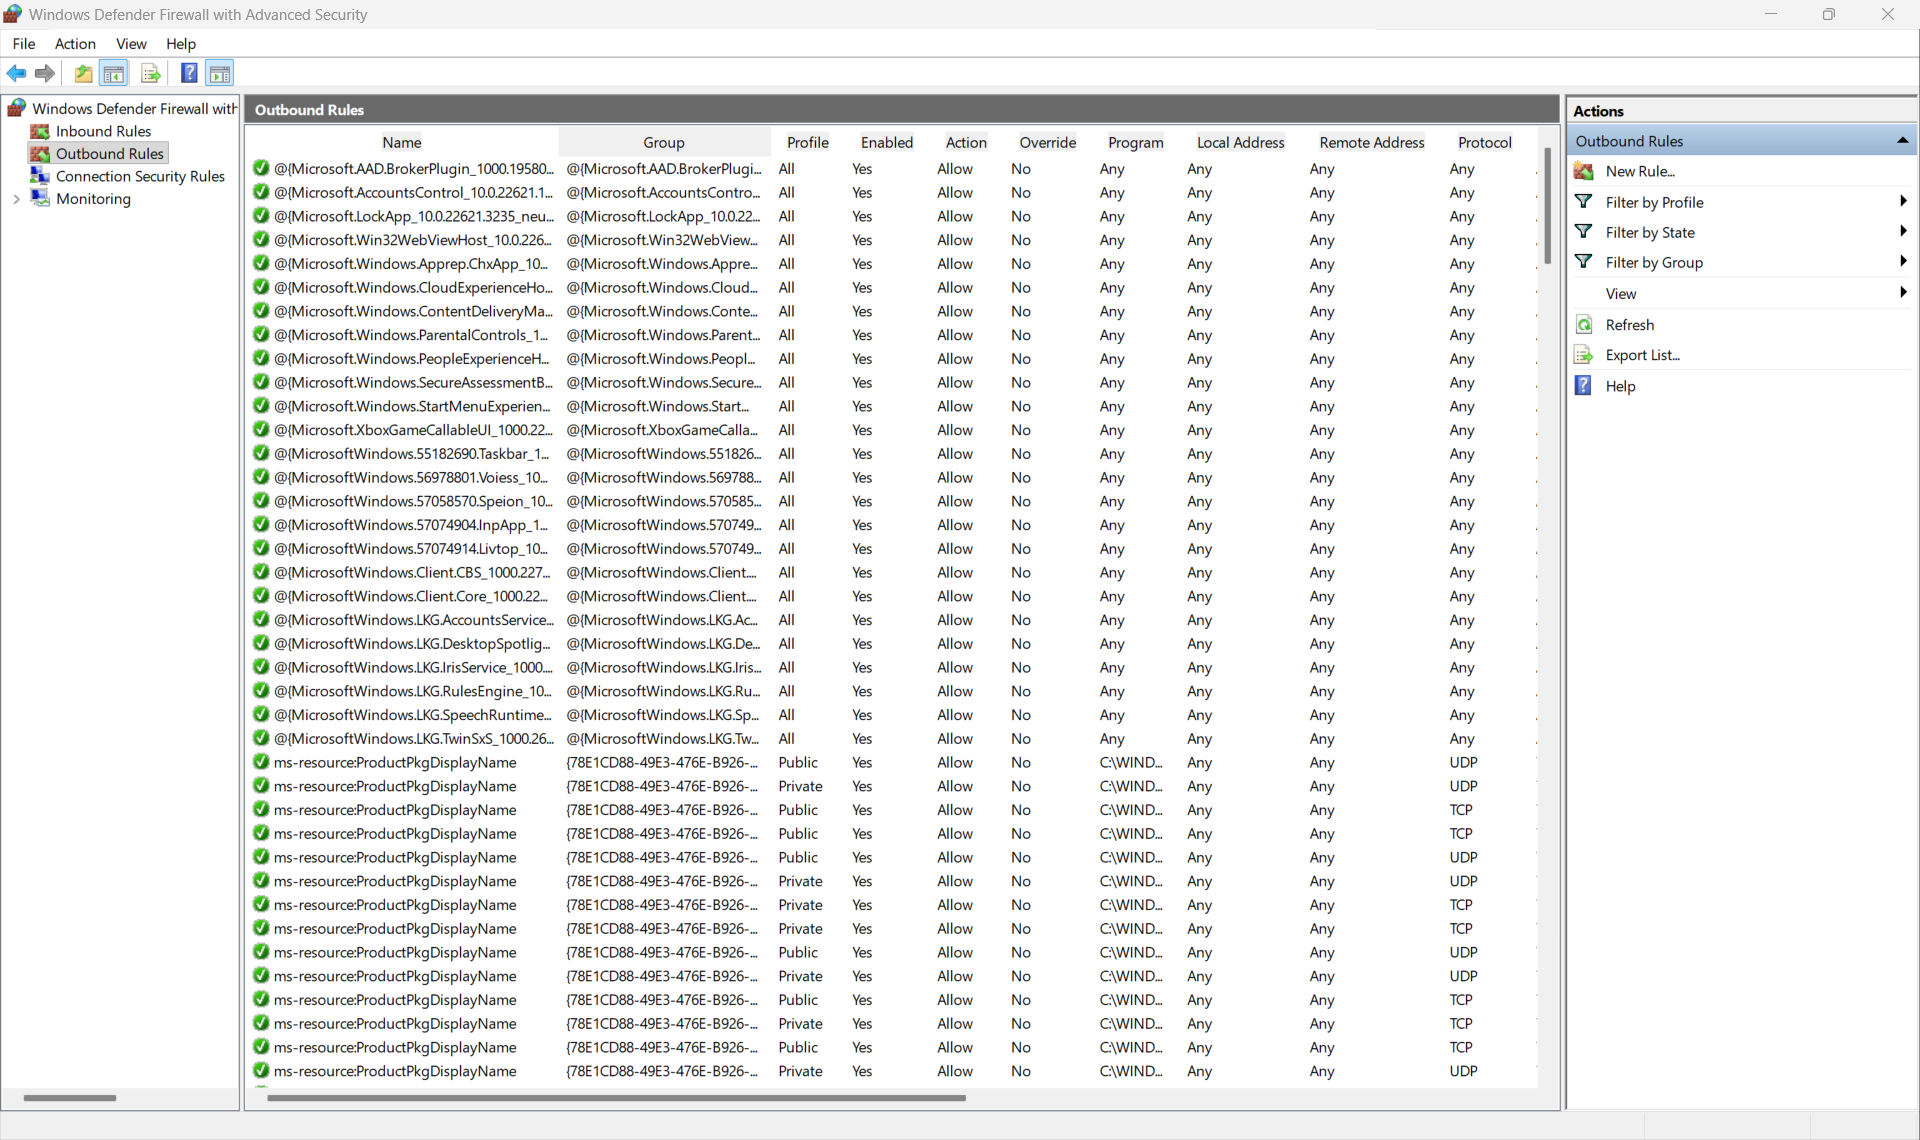 Windows Defender Firewall with Advanced Security
File Action View Help
Windows Defender Firewall with
Inbound Rules
Outbound Rules
Connection Security Rules
Monitoring
Outbound Rules
Name Group Profile Enabled Action Override Program Local Address Remote Address Protocol
@{Microsoft.AAD.BrokerPlugin_1000.19580... @{Microsoft.AAD.BrokerPlugi... All Yes Allow No Any Any Any Any
@{Microsoft.AccountsControl_10.0.22621.1... @{Microsoft.AccountsContro... All Yes Allow No Any Any Any Any
@{Microsoft.LockApp_10.0.22621.3235_neu... @{Microsoft.LockApp_10.0.22... All Yes Allow No Any Any Any Any
@{Microsoft.Win32WebViewHost_10.0.226... @{Microsoft.Win32WebView... All Yes Allow No Any Any Any Any
@{Microsoft.Windows.Apprep.ChxApp_10... @{Microsoft.Windows.Appre... All Yes Allow No Any Any Any Any
@{Microsoft.Windows.CloudExperienceHo... @{Microsoft.Windows.Cloud... All Yes Allow No Any Any Any Any
@{Microsoft.Windows.ContentDeliveryMa... @{Microsoft.Windows.Conte... All Yes Allow No Any Any Any Any
@{Microsoft.Windows.ParentalControls_1... @{Microsoft.Windows.Parent... All Yes Allow No Any Any Any Any
@{Microsoft.Windows.PeopleExperienceH... @{Microsoft.Windows.Peopl... All Yes Allow No Any Any Any Any
@{Microsoft.Windows.SecureAssessmentB... @{Microsoft.Windows.Secure... All Yes Allow No Any Any Any Any
@{Microsoft.Windows.StartMenuExperien... @{Microsoft.Windows.Start... All Yes Allow No Any Any Any Any
@{Microsoft.XboxGameCallableUI_1000.22... @{Microsoft.XboxGameCalla... All Yes Allow No Any Any Any Any
@{MicrosoftWindows.55182690.Taskbar_1... @{MicrosoftWindows.551826... All Yes Allow No Any Any Any Any
@{MicrosoftWindows.56978801.Voiess_10... @{MicrosoftWindows.569788... All Yes Allow No Any Any Any Any
@{MicrosoftWindows.57058570.Speion_10... @{MicrosoftWindows.570585... All Yes Allow No Any Any Any Any
@{MicrosoftWindows.57074904.InpApp_1... @{MicrosoftWindows.570749... All Yes Allow No Any Any Any Any
@{MicrosoftWindows.57074914.Livtop_10... @{MicrosoftWindows.570749... All Yes Allow No Any Any Any Any
@{MicrosoftWindows.Client.CBS_1000.227... @{MicrosoftWindows.Client.... All Yes Allow No Any Any Any Any
@{MicrosoftWindows.Client.Core_1000.22... @{MicrosoftWindows.Client.... All Yes Allow No Any Any Any Any
@{MicrosoftWindows.LKG.AccountsService... @{MicrosoftWindows.LKG.Ac... All Yes Allow No Any Any Any Any
@{MicrosoftWindows.LKG.DesktopSpotlig... @{MicrosoftWindows.LKG.De... All Yes Allow No Any Any Any Any
@{MicrosoftWindows.LKG.IrisService_1000.... @{MicrosoftWindows.LKG.Iris... All Yes Allow No Any Any Any Any
@{MicrosoftWindows.LKG.RulesEngine_10... @{MicrosoftWindows.LKG.Ru... All Yes Allow No Any Any Any Any
@{MicrosoftWindows.LKG.SpeechRuntime... @{MicrosoftWindows.LKG.Sp... All Yes Allow No Any Any Any Any
@{MicrosoftWindows.LKG.TwinSxS_1000.26... @{MicrosoftWindows.LKG.Tw... All Yes Allow No Any Any Any Any
ms-resource:ProductPkgDisplayName {78E1CD88-49E3-476E-B926-... Public Yes Allow No C:\WIND... Any Any UDP
ms-resource:ProductPkgDisplayName {78E1CD88-49E3-476E-B926-... Private Yes Allow No C:\WIND... Any Any UDP
ms-resource:ProductPkgDisplayName {78E1CD88-49E3-476E-B926-... Public Yes Allow No C:\WIND... Any Any TCP
ms-resource:ProductPkgDisplayName {78E1CD88-49E3-476E-B926-... Public Yes Allow No C:\WIND... Any Any TCP
ms-resource:ProductPkgDisplayName {78E1CD88-49E3-476E-B926-... Public Yes Allow No C:\WIND... Any Any UDP
ms-resource:ProductPkgDisplayName {78E1CD88-49E3-476E-B926-... Private Yes Allow No C:\WIND... Any Any UDP
ms-resource:ProductPkgDisplayName {78E1CD88-49E3-476E-B926-... Private Yes Allow No C:\WIND... Any Any TCP
ms-resource:ProductPkgDisplayName {78E1CD88-49E3-476E-B926-... Private Yes Allow No C:\WIND... Any Any TCP
ms-resource:ProductPkgDisplayName {78E1CD88-49E3-476E-B926-... Public Yes Allow No C:\WIND... Any Any UDP
ms-resource:ProductPkgDisplayName {78E1CD88-49E3-476E-B926-... Private Yes Allow No C:\WIND... Any Any UDP
ms-resource:ProductPkgDisplayName {78E1CD88-49E3-476E-B926-... Public Yes Allow No C:\WIND... Any Any TCP
ms-resource:ProductPkgDisplayName {78E1CD88-49E3-476E-B926-... Private Yes Allow No C:\WIND... Any Any TCP
ms-resource:ProductPkgDisplayName {78E1CD88-49E3-476E-B926-... Public Yes Allow No C:\WIND... Any Any TCP
ms-resource:ProductPkgDisplayName {78E1CD88-49E3-476E-B926-... Private Yes Allow No C:\WIND... Any Any UDP
Actions
Outbound Rules
New Rule...
Filter by Profile
Filter by State
Filter by Group
View
Refresh
Export List...
Help